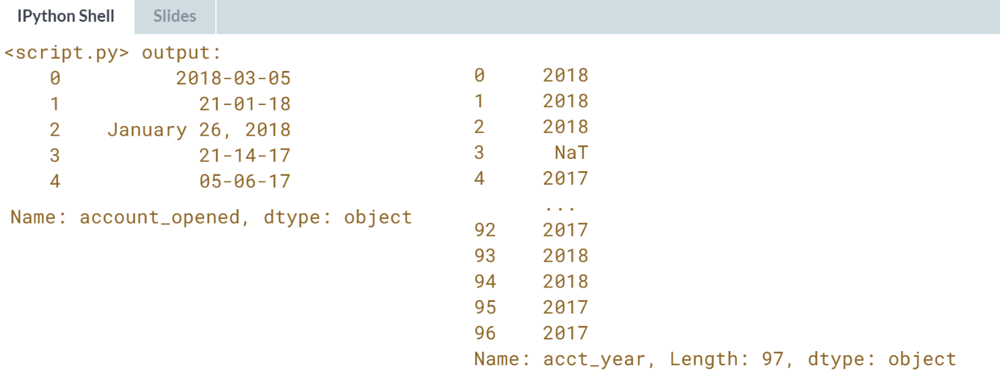 IPython Shell
Slides
<script.py> output:
0 2018-03-05
1 21-01-18
2 January 26, 2018
3 21-14-17
4 05-06-17
Name: account_opened, dtype: object
0 2018
1 2018
2 2018
3 NaT
4 2017
...
92 2017
93 2018
94 2018
95 2017
96 2017
Name: acct_year, Length: 97, dtype: object